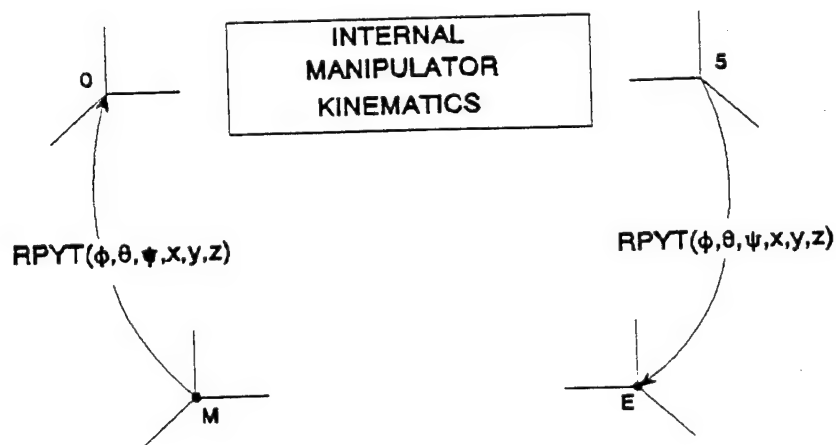 INTERNAL
MANIPULATOR
KINEMATICS
0
5
RPYT(ϕ,θ,ψ,x,y,z)
RPYT(ϕ,θ,ψ,x,y,z)
M
E